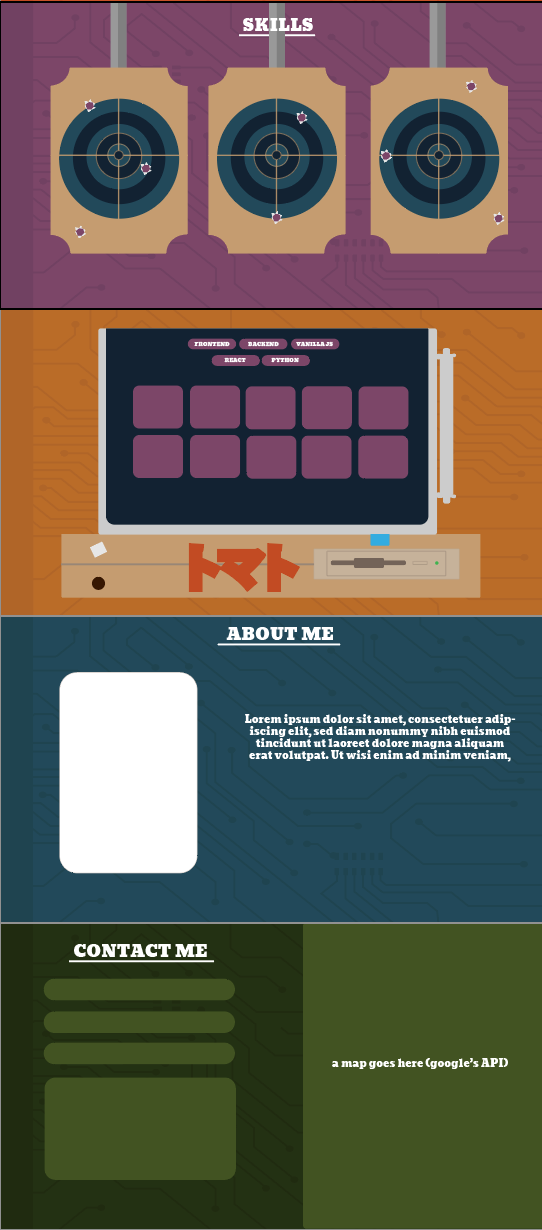 SKILLS
FRONTEND BACKEND VANILLA JS
REACT PYTHON
トマト
ABOUT ME
Lorem ipsum dolor sit amet, consectetuer adip-
iscing elit, sed diam nonummy nibh euismod
tincidunt ut laoreet dolore magna aliquam
erat volutpat. Ut wisi enim ad minim veniam,
CONTACT ME
a map goes here (google's API)